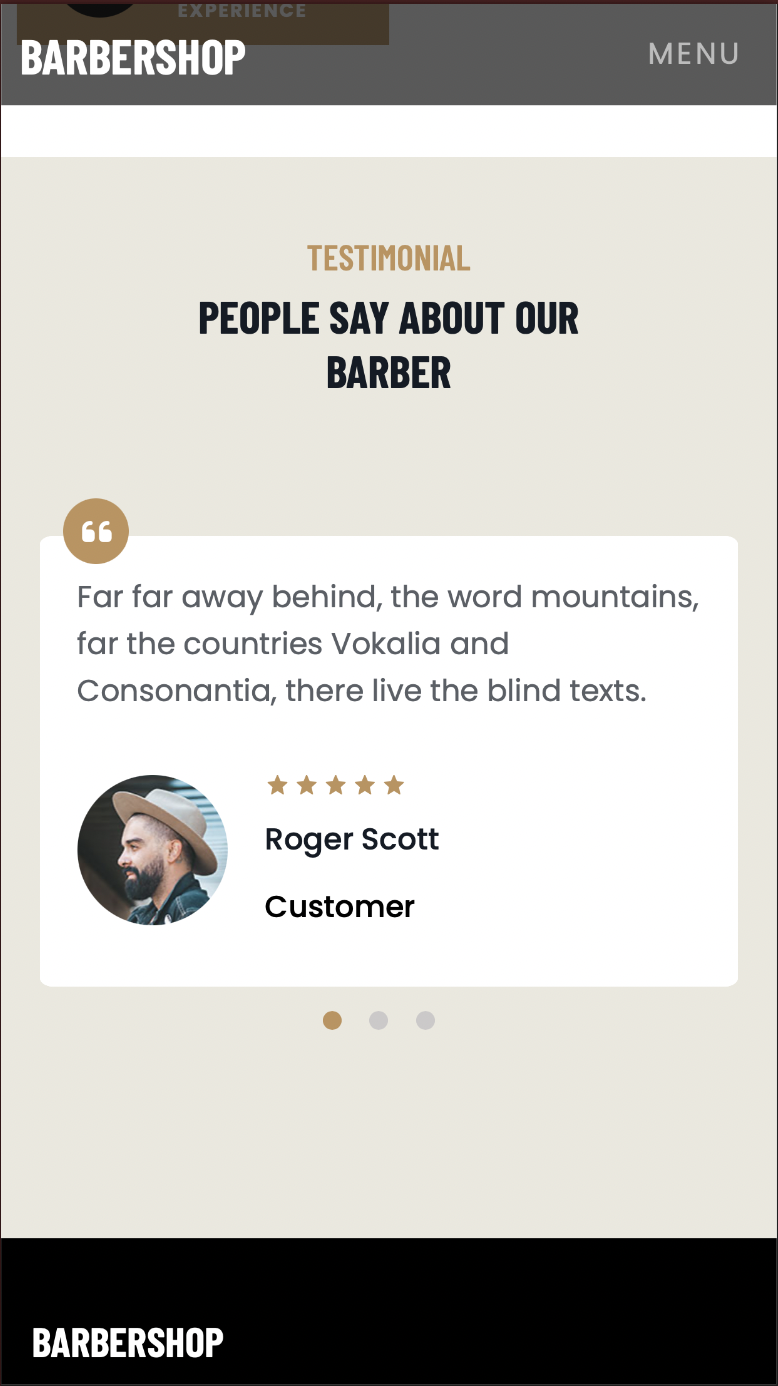 EXPERIENCE
BARBERSHOP
MENU
TESTIMONIAL
PEOPLE SAY ABOUT OUR
BARBER
Far far away behind, the word mountains,
far the countries Vokalia and
Consonantia, there live the blind texts.
Roger Scott
Customer
BARBERSHOP